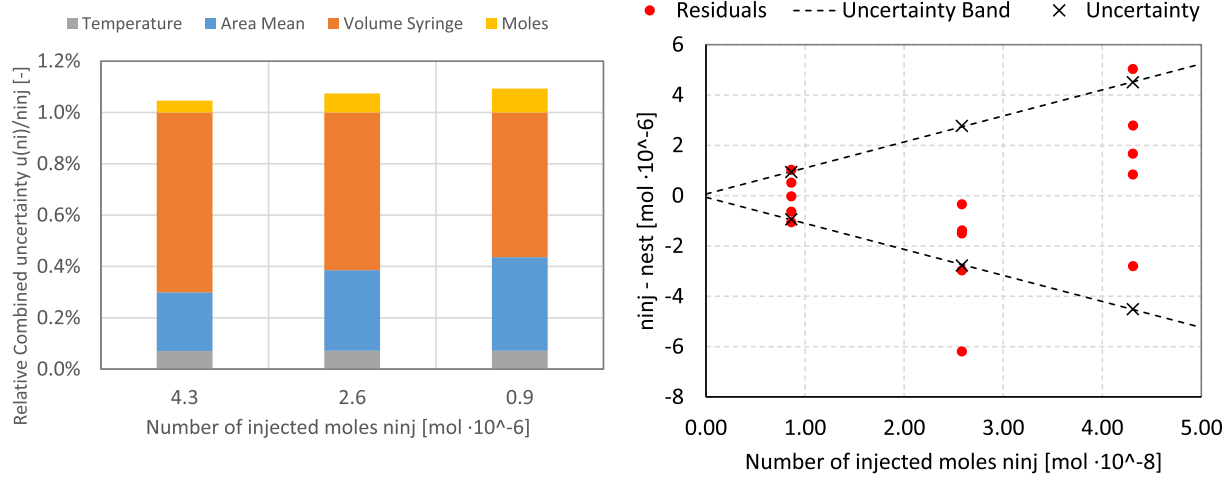 Temperature Area Mean Volume Syringe Moles
Relative Combined uncertainty u(ni)/ninj [-]
1.2%
1.0%
0.8%
0.6%
0.4%
0.2%
0.0%
4.3 2.6 0.9
Number of injected moles ninj [mol ·10^-6]
Residuals Uncertainty Band Uncertainty
ninj - nest [mol ·10^-6]
6
4
2
0
-2
-4
-6
-8
0.00 1.00 2.00 3.00 4.00 5.00
Number of injected moles ninj [mol ·10^-8]